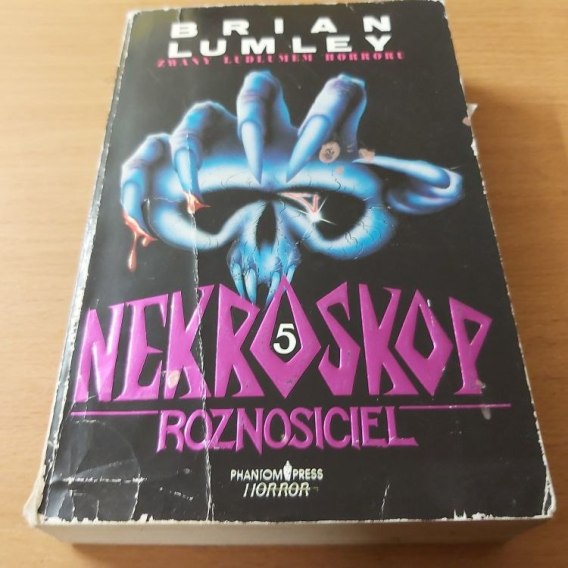 BRIAN
LUMLEY
ZWANY LUDLUMEM HORRORU
NEKROSKOP
5
ROZNOSICIEL
PHANTOM PRESS
HORROR